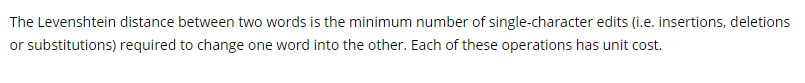 The Levenshtein distance between two words is the minimum number of single-character edits (i.e. insertions, deletions
or substitutions) required to change one word into the other. Each of these operations has unit cost.